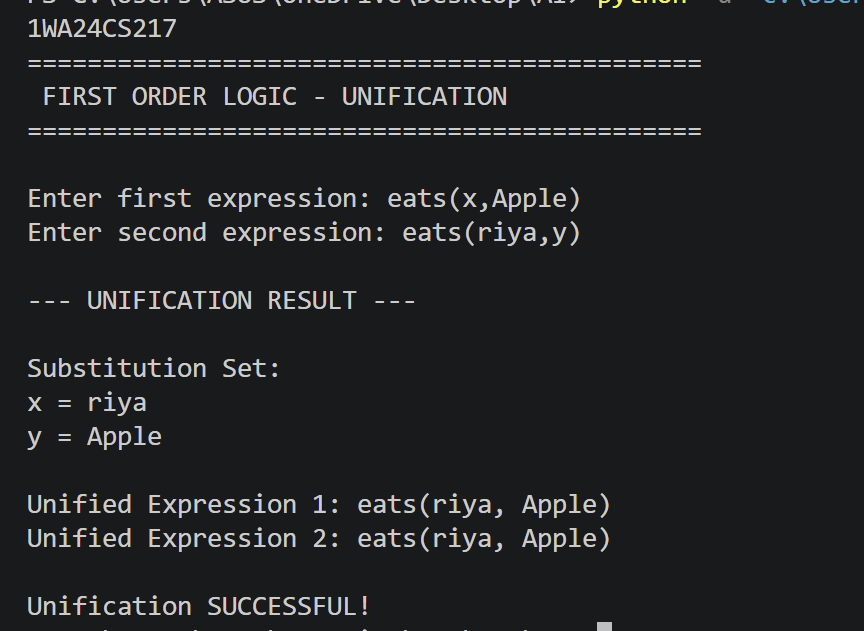 1WA24CS217
=============================================
FIRST ORDER LOGIC - UNIFICATION
=============================================
Enter first expression: eats(x,Apple)
Enter second expression: eats(riya,y)
--- UNIFICATION RESULT ---
Substitution Set:
x = riya
y = Apple
Unified Expression 1: eats(riya, Apple)
Unified Expression 2: eats(riya, Apple)
Unification SUCCESSFUL!